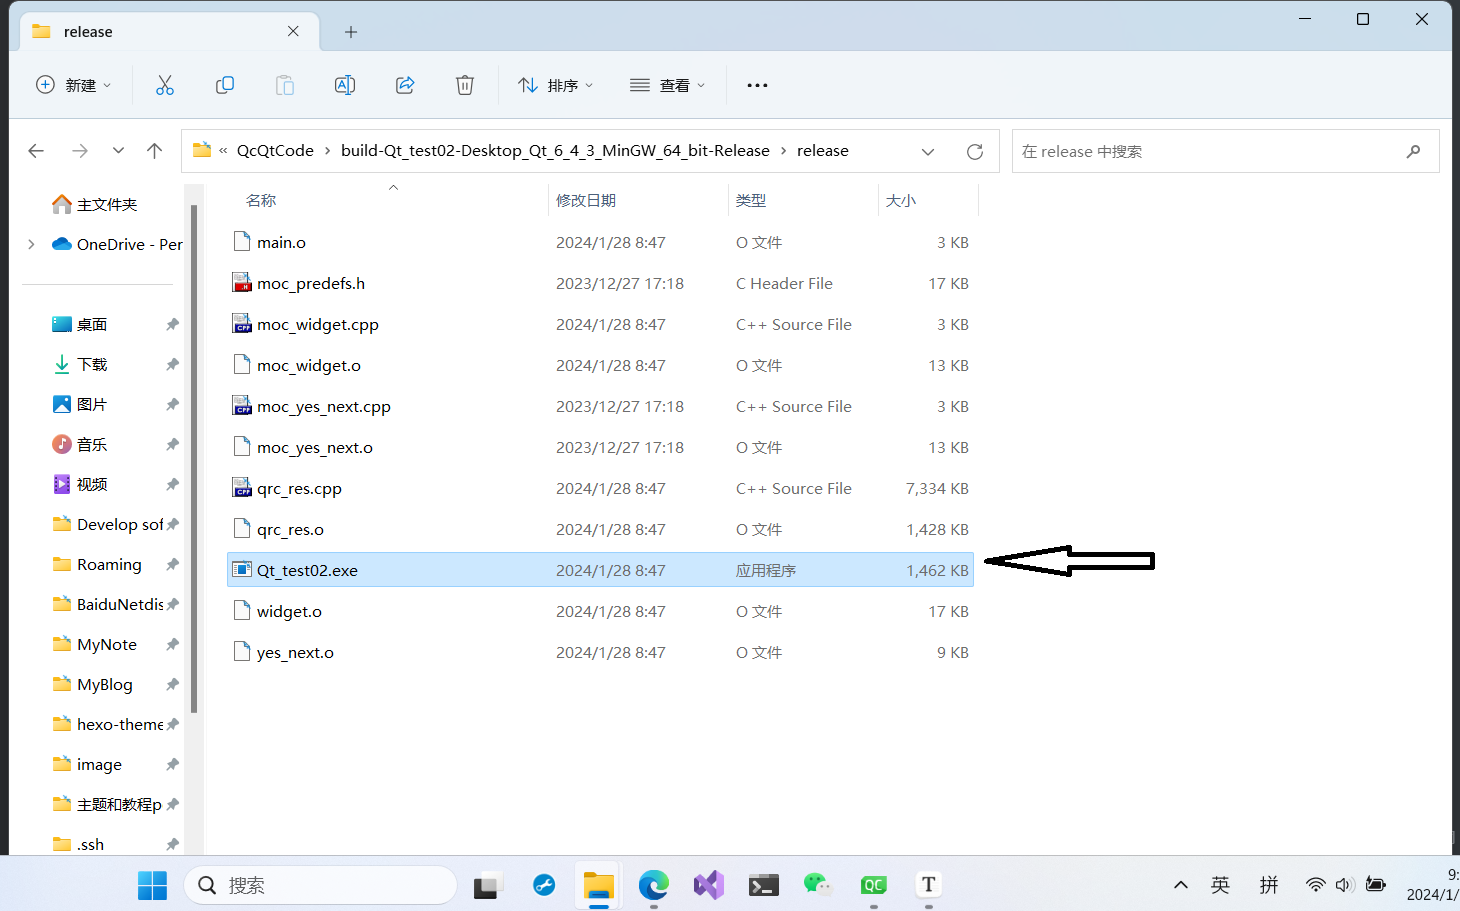 release
新建
排序
查看
« QcQtCode › build-Qt_test02-Desktop_Qt_6_4_3_MinGW_64_bit-Release › release
在 release 中搜索
名称 修改日期 类型 大小
主文件夹
OneDrive - Per
桌面
下载
图片
音乐
视频
Develop sof
Roaming
BaiduNetdis
MyNote
MyBlog
hexo-theme
image
主题和教程p
.ssh
main.o 2024/1/28 8:47 O 文件 3 KB
moc_predefs.h 2023/12/27 17:18 C Header File 17 KB
moc_widget.cpp 2024/1/28 8:47 C++ Source File 3 KB
moc_widget.o 2024/1/28 8:47 O 文件 13 KB
moc_yes_next.cpp 2023/12/27 17:18 C++ Source File 3 KB
moc_yes_next.o 2023/12/27 17:18 O 文件 13 KB
qrc_res.cpp 2024/1/28 8:47 C++ Source File 7,334 KB
qrc_res.o 2024/1/28 8:47 O 文件 1,428 KB
Qt_test02.exe 2024/1/28 8:47 应用程序 1,462 KB
widget.o 2024/1/28 8:47 O 文件 17 KB
yes_next.o 2024/1/28 8:47 O 文件 9 KB
搜索
QC
T
英
拼
9:
2024/1/